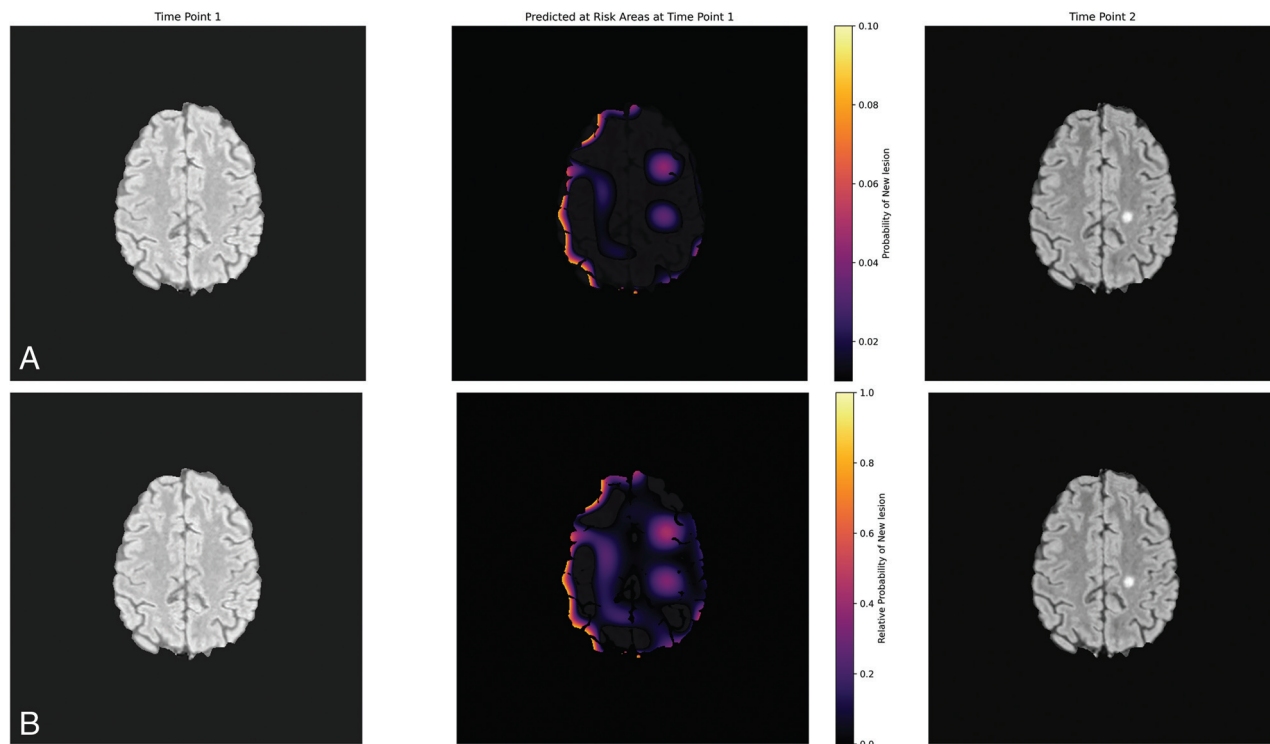 Time Point 1
Predicted at Risk Areas at Time Point 1
Time Point 2
0.10
0.08
0.06
0.04
0.02
Probability of New lesion
A
1.0
0.8
0.6
0.4
0.2
0.0
Relative Probability of New lesion
B